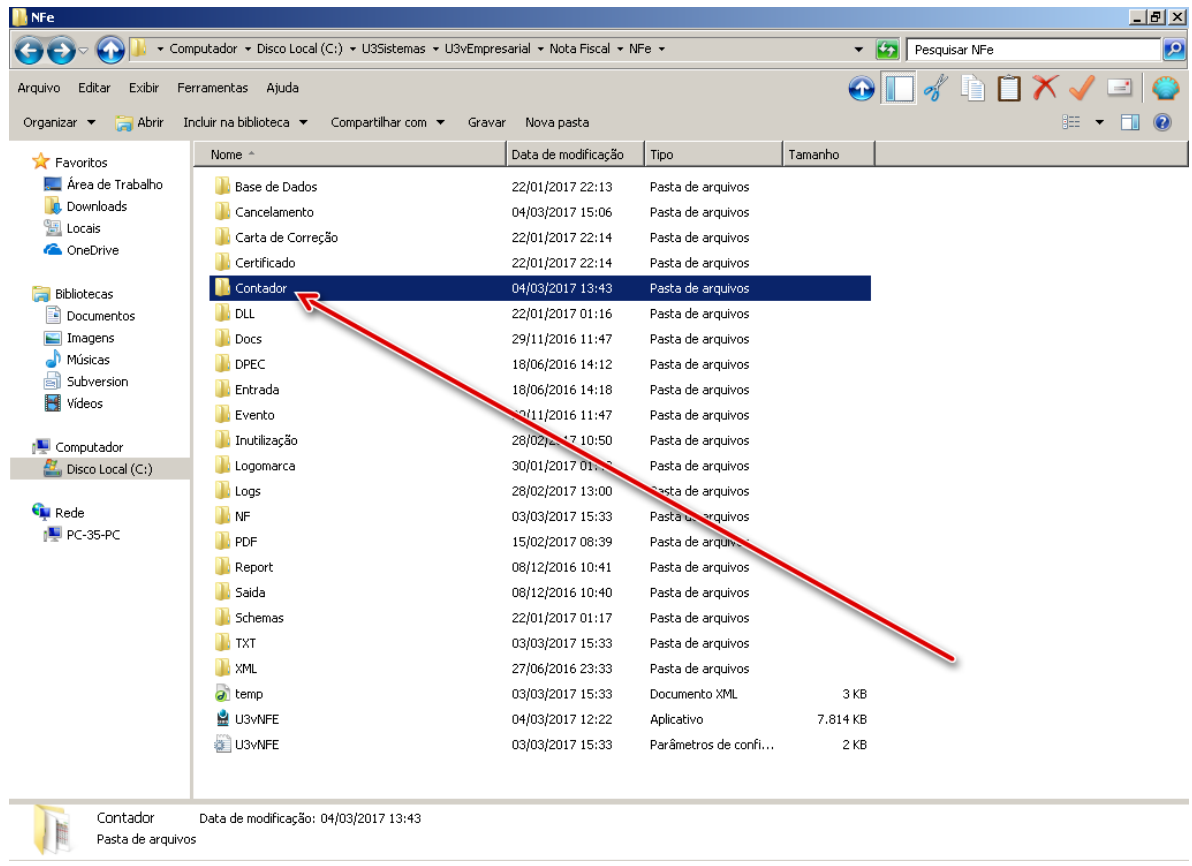 NFe
Computador Disco Local (C:) U3Sistemas U3vEmpresarial Nota Fiscal NFe Pesquisar NFe
Arquivo Editar Exibir Ferramentas Ajuda
Organizar Abrir Incluir na biblioteca Compartilhar com Gravar Nova pasta
Favoritos
Área de Trabalho
Downloads
Locais
OneDrive
Bibliotecas
Documentos
Imagens
Músicas
Subversion
Vídeos
Computador
Disco Local (C:)
Rede
PC-35-PC
Nome Data de modificação Tipo Tamanho
Base de Dados 22/01/2017 22:13 Pasta de arquivos
Cancelamento 04/03/2017 15:06 Pasta de arquivos
Carta de Correção 22/01/2017 22:14 Pasta de arquivos
Certificado 22/01/2017 22:14 Pasta de arquivos
Contador 04/03/2017 13:43 Pasta de arquivos
DLL 22/01/2017 01:16 Pasta de arquivos
Docs 29/11/2016 11:47 Pasta de arquivos
DPEC 18/06/2016 14:12 Pasta de arquivos
Entrada 18/06/2016 14:18 Pasta de arquivos
Evento 11:47 Pasta de arquivos
Inutilização 10:50 Pasta de arquivos
Logomarca 30/01/2017 Pasta de arquivos
Logs 28/02/2017 13:00 Pasta de arquivos
NF 03/03/2017 15:33 Pasta de arquivos
PDF 15/02/2017 08:39 Pasta de arquivos
Report 08/12/2016 10:41 Pasta de arquivos
Saida 08/12/2016 10:40 Pasta de arquivos
Schemas 22/01/2017 01:17 Pasta de arquivos
TXT 03/03/2017 15:33 Pasta de arquivos
XML 27/06/2016 23:33 Pasta de arquivos
temp 03/03/2017 15:33 Documento XML 3 KB
U3vNFE 04/03/2017 12:22 Aplicativo 7.814 KB
U3vNFE 03/03/2017 15:33 Parâmetros de confi... 2 KB
Contador Data de modificação: 04/03/2017 13:43
Pasta de arquivos